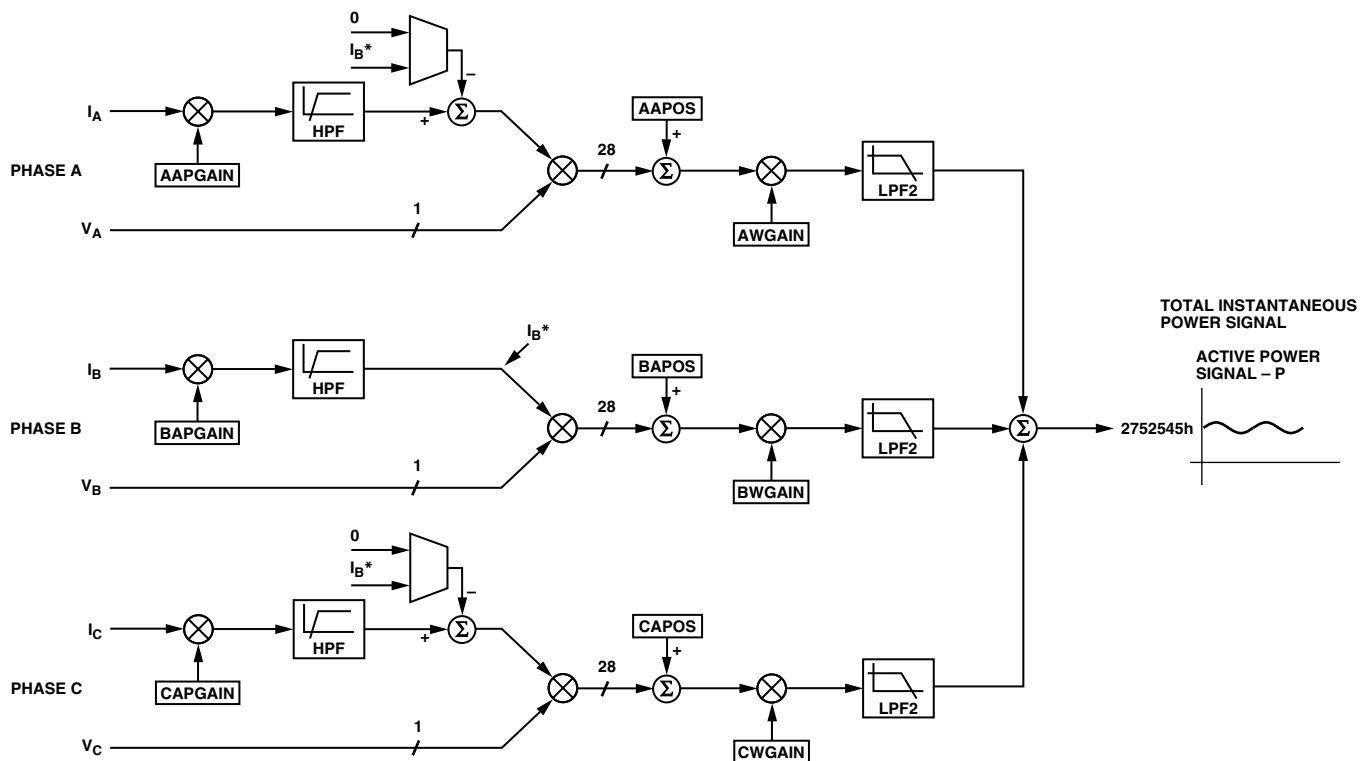 0
I_B*
–
I_A
HPF
+
Σ
AAPOS
+
28
PHASE A
AAPGAIN
Σ
LPF2
1
V_A
AWGAIN
TOTAL INSTANTANEOUS
POWER SIGNAL
I_B*
ACTIVE POWER
SIGNAL – P
I_B
HPF
BAPOS
+
28
PHASE B
BAPGAIN
Σ
LPF2
Σ
2752545h
1
V_B
BWGAIN
0
I_B*
–
I_C
HPF
+
Σ
CAPOS
+
28
PHASE C
CAPGAIN
Σ
LPF2
1
V_C
CWGAIN